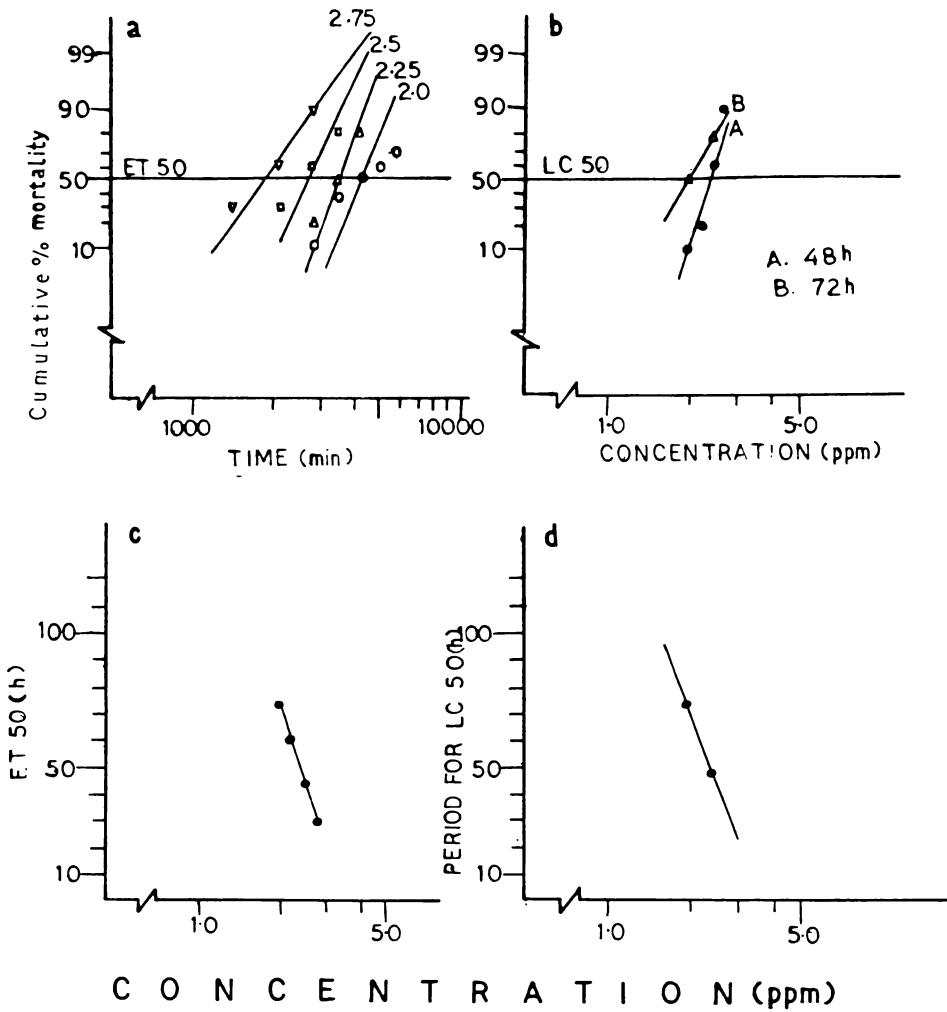 a
2.75
2.5
2.25
2.0
99
90
50
10
ET 50
Cumulative % mortality
1000
10000
TIME (min)
b
99
90
50
10
LC 50
B
A
A. 48h
B. 72h
1.0
5.0
CONCENTRATION (ppm)
c
100
50
10
ET 50 (h)
1.0
5.0
d
100
50
10
PERIOD FOR LC 50(h)
1.0
5.0
CONCENTRATION (ppm)